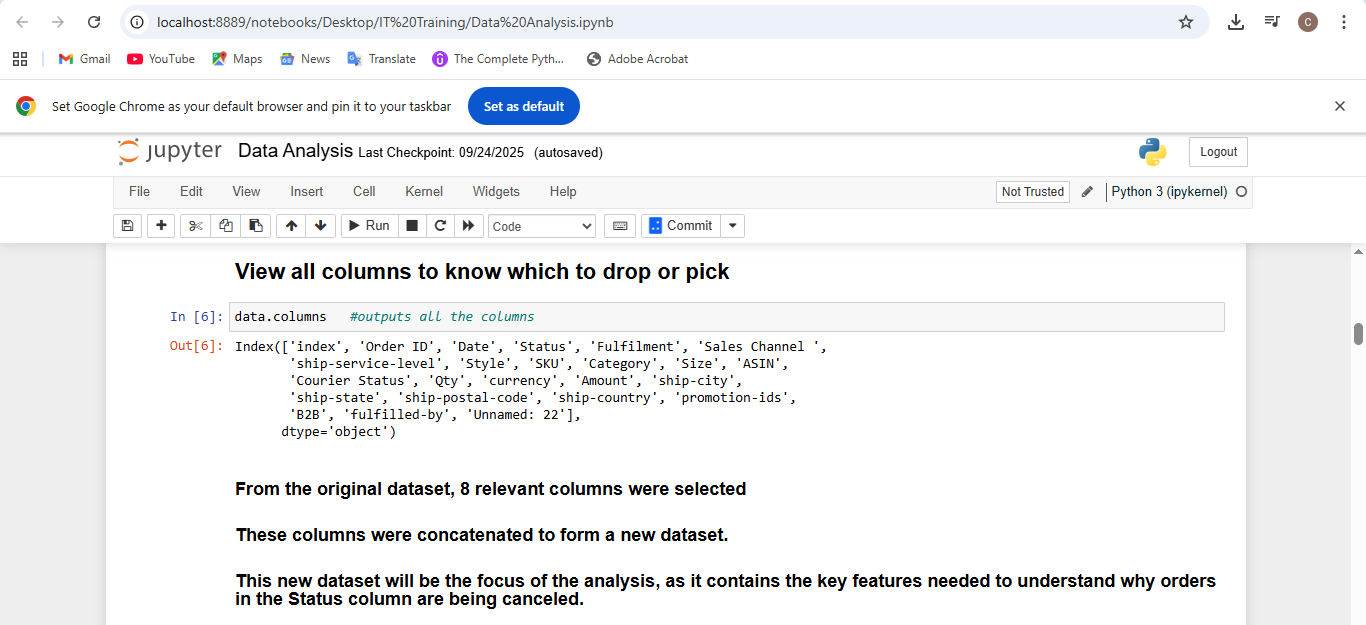 localhost:8889/notebooks/Desktop/IT%20Training/Data%20Analysis.ipynb
C
Gmail YouTube Maps News Translate The Complete Pyth... Adobe Acrobat
Set Google Chrome as your default browser and pin it to your taskbar Set as default
jupyter Data Analysis Last Checkpoint: 09/24/2025 (autosaved) Logout
File Edit View Insert Cell Kernel Widgets Help Not Trusted Python 3 (ipykernel)
Run Code Commit
View all columns to know which to drop or pick
In [6]: data.columns #outputs all the columns
Out[6]: Index(['index', 'Order ID', 'Date', 'Status', 'Fulfilment', 'Sales Channel ',
'ship-service-level', 'Style', 'SKU', 'Category', 'Size', 'ASIN',
'Courier Status', 'Qty', 'currency', 'Amount', 'ship-city',
'ship-state', 'ship-postal-code', 'ship-country', 'promotion-ids',
'B2B', 'fulfilled-by', 'Unnamed: 22'],
dtype='object')
From the original dataset, 8 relevant columns were selected
These columns were concatenated to form a new dataset.
This new dataset will be the focus of the analysis, as it contains the key features needed to understand why orders
in the Status column are being canceled.